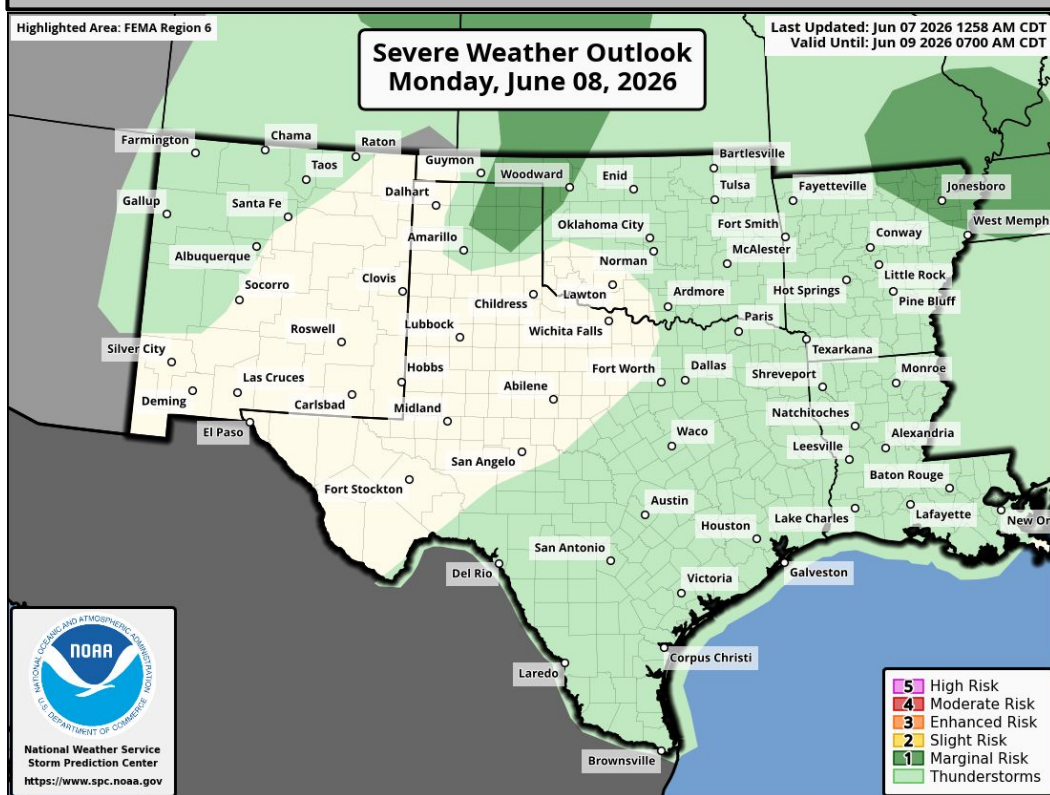 Highlighted Area: FEMA Region 6
Last Updated: Jun 07 2026 1258 AM CDT
Valid Until: Jun 09 2026 0700 AM CDT
Severe Weather Outlook
Monday, June 08, 2026
Farmington
Chama
Raton
Taos
Guymon
Woodward
Enid
Bartlesville
Tulsa
Fayetteville
Jonesboro
Gallup
Santa Fe
Dalhart
Albuquerque
Amarillo
Oklahoma City
Norman
Fort Smith
McAlester
Conway
West Memph
Socorro
Clovis
Childress
Lawton
Ardmore
Hot Springs
Little Rock
Pine Bluff
Roswell
Lubbock
Wichita Falls
Paris
Texarkana
Silver City
Las Cruces
Hobbs
Abilene
Fort Worth
Dallas
Shreveport
Monroe
Deming
Carlsbad
Midland
Natchitoches
El Paso
San Angelo
Waco
Leesville
Alexandria
Fort Stockton
Baton Rouge
Austin
Houston
Lake Charles
Lafayette
New Or
San Antonio
Del Rio
Galveston
Victoria
Laredo
Corpus Christi
Brownsville
NATIONAL OCEANIC AND ATMOSPHERIC ADMINISTRATION
NOAA
U.S. DEPARTMENT OF COMMERCE
National Weather Service
Storm Prediction Center
https://www.spc.noaa.gov
5 High Risk
4 Moderate Risk
3 Enhanced Risk
2 Slight Risk
1 Marginal Risk
Thunderstorms